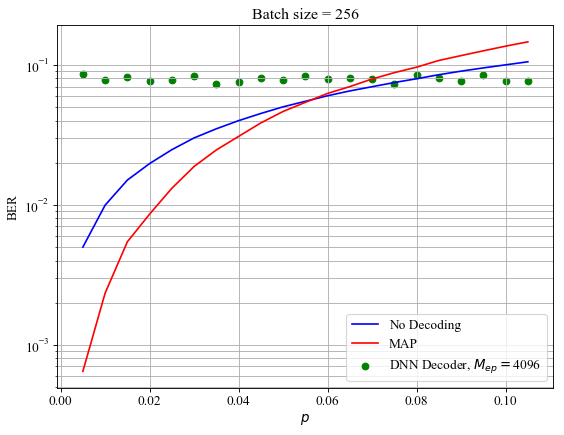 Batch size = 256
BER
10⁻¹
10⁻²
10⁻³
0.00 0.02 0.04 0.06 0.08 0.10
p
No Decoding
MAP
DNN Decoder, Mₑₚ = 4096